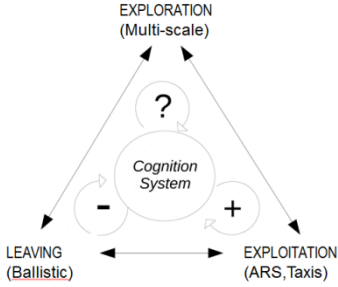 EXPLORATION
(Multi-scale)
?
Cognition
System
-
+
LEAVING
(Ballistic)
EXPLOITATION
(ARS,Taxis)